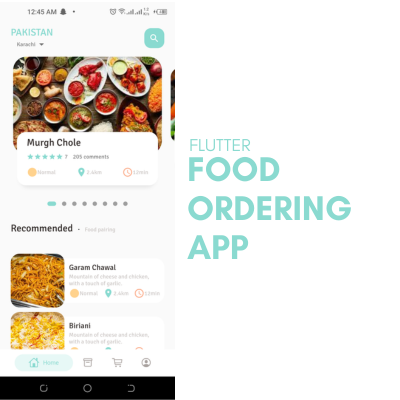 12:45 AM
PAKISTAN
Karachi
Murgh Chole
7 205 comments
Normal 2.4km 12min
Recommended • Food pairing
Garam Chawal
Mountain of cheese and chicken,
with a touch of garlic.
Normal 2.4km 12min
Biriani
Mountain of cheese and chicken,
with a touch of garlic.
Home
FLUTTER
FOOD
ORDERING
APP